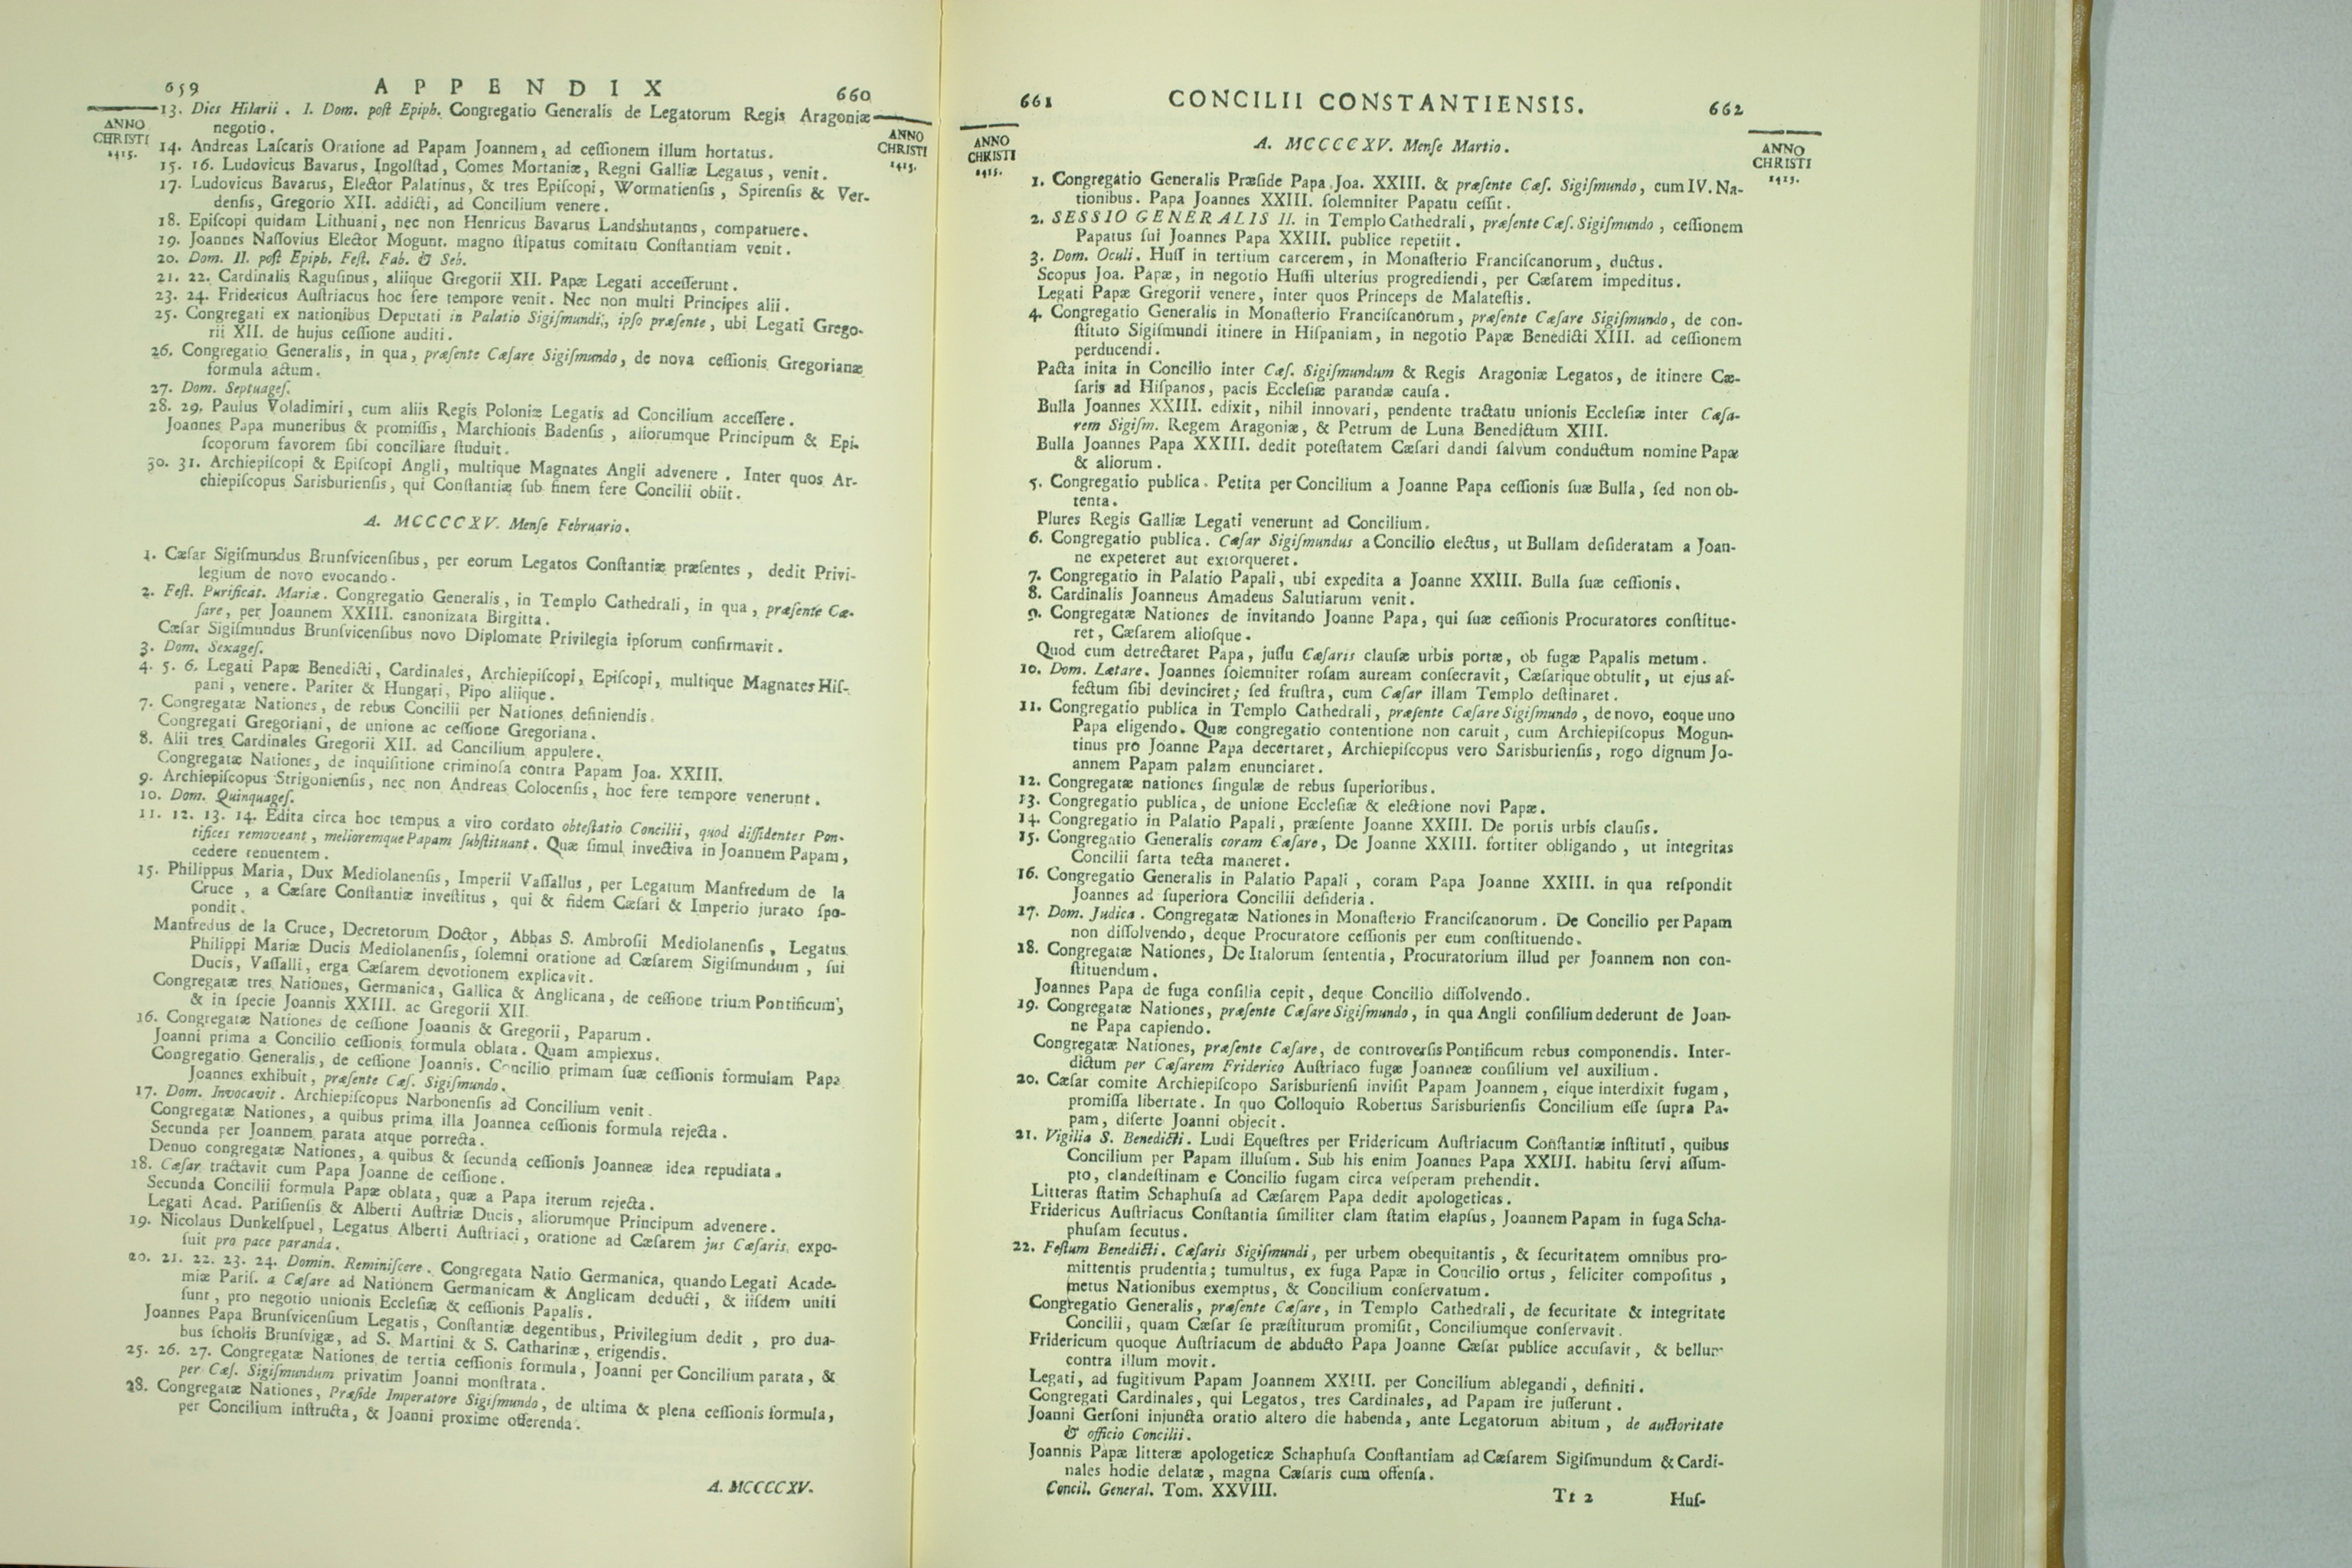 659 APPENDIX 660
ANNO
CHRISTI
1415.
ANNO
CHRISTI
1415.
13. Dies Hilarii . I. Dom. poſt Epiph. Congregatio Generalis de Legatorum Regis Aragoniæ
negotio.
14. Andreas Laſcaris Oratione ad Papam Joannem, ad ceſſionem illum hortatus.
15. 16. Ludovicus Bavarus, Ingolſtad, Comes Mortaniæ, Regni Galliæ Legatus, venit.
17. Ludovicus Bavarus, Elector Palatinus, & tres Epiſcopi, Wormatienſis, Spirenſis & Ver-
denſis, Gregorio XII. addicti, ad Concilium venere.
18. Epiſcopi quidam Lithuani, nec non Henricus Bavarus Landshutanus, comparuere.
19. Joannes Naſſovius Elector Mogunt. magno ſtipatus comitatu Conſtantiam venit.
20. Dom. II. poſt Epiph. Feſt. Fab. & Seb.
21. 22. Cardinalis Raguſinus, aliique Gregorii XII. Papæ Legati acceſſerunt.
23. 24. Fridericus Auſtriacus hoc fere tempore venit. Nec non multi Principes alii.
25. Congregati ex nationibus Deputati in Palatio Sigiſmundi, ipſo præſente, ubi Legati Grego-
rii XII. de hujus ceſſione auditi.
26. Congregatio Generalis, in qua, præſente Cæſare Sigiſmundo, de nova ceſſionis Gregorianæ
formula actum.
27. Dom. Septuageſ.
28. 29. Paulus Voladimiri, cum aliis Regis Poloniæ Legatis ad Concilium acceſſere.
Joannes Papa muneribus & promiſſis, Marchionis Badenſis, aliorumque Principum & Epi-
ſcoporum favorem ſibi conciliare ſtuduit.
30. 31. Archiepiſcopi & Epiſcopi Angli, multique Magnates Angli advenere. Inter quos Ar-
chiepiſcopus Sarisburienſis, qui Conſtantiæ ſub finem fere Concilii obiit.
A. MCCCCXV. Menſe Februario.
1. Cæſar Sigiſmundus Brunſvicenſibus, per eorum Legatos Conſtantiæ præſentes, dedit Privi-
legium de novo evocando.
2. Feſt. Purificat. Mariæ. Congregatio Generalis, in Templo Cathedrali, in qua, præſente Cæ-
ſare, per Joannem XXIII. canonizata Birgitta.
Cæſar Sigiſmundus Brunſvicenſibus novo Diplomate Privilegia ipſorum confirmavit.
3. Dom. Sexageſ.
4. 5. 6. Legati Papæ Benedicti, Cardinales, Archiepiſcopi, Epiſcopi, multique Magnates Hiſ-
pani, venere. Pariter & Hungari, Pipo aliique.
7. Congregatæ Nationes, de rebus Concilii per Nationes definiendis.
Congregati Gregoriani, de unione ac ceſſione Gregoriana.
8. Alii tres Cardinales Gregorii XII. ad Concilium appulere.
Congregatæ Nationes, de inquiſitione criminoſa contra Papam Joa. XXIII.
9. Archiepiſcopus Strigonienſis, nec non Andreas Colocenſis, hoc fere tempore venerunt.
10. Dom. Quinquageſ.
11. 12. 13. 14. Edita circa hoc tempus a viro cordato obteſtatio Concilii, quod diſſidentes Pon-
tifices removeant, melioremque Papam ſubſtituant. Quæ ſimul invectiva in Joannem Papam,
cedere renuentem.
15. Philippus Maria, Dux Mediolanenſis, Imperii Vaſſallus, per Legatum Manfredum de la
Cruce, a Cæſare Conſtantiæ inveſtitus, qui & fidem Cæſari & Imperio jurato ſpo-
pondit.
Manfredus de la Cruce, Decretorum Doctor, Abbas S. Ambroſii Mediolanenſis, Legatus
Philippi Mariæ Ducis Mediolanenſis, ſolemni oratione ad Cæſarem Sigiſmundum, ſui
Ducis, Vaſſalli, erga Cæſarem devotionem explicavit.
Congregatæ tres Nationes, Germanica, Gallica & Anglicana, de ceſſione trium Pontificum,
& in ſpecie Joannis XXIII. ac Gregorii XII.
16. Congregatæ Nationes de ceſſione Joannis & Gregorii, Paparum.
Joanni prima a Concilio ceſſionis formula oblata. Quam amplexus.
Congregatio Generalis, de ceſſione Joannis. Concilio primam ſuæ ceſſionis formulam Papa
Joannes exhibuit, præſente Cæſ. Sigiſmundo.
17. Dom. Invocavit. Archiepiſcopus Narbonenſis ad Concilium venit.
Congregatæ Nationes, a quibus prima illa Joannea ceſſionis formula rejecta.
Secunda per Joannem parata atque porrecta.
Denuo congregatæ Nationes, a quibus & ſecunda ceſſionis Joanneæ idea repudiata.
18. Cæſar tractavit cum Papa Joanne de ceſſione.
Secunda Concilii formula Papæ oblata, quæ a Papa iterum rejecta.
Legati Acad. Pariſienſis & Alberti Auſtriæ Ducis, aliorumque Principum advenere.
19. Nicolaus Dunkelſpuel, Legatus Alberti Auſtriaci, oratione ad Cæſarem jus Cæſaris, expo-
ſuit pro pace paranda.
20. 21. 22. 23. 24. Domin. Reminiſcere. Congregata Natio Germanica, quando Legati Acade-
miæ Pariſ. a Cæſare ad Nationem Germanicam & Anglicam deducti, & iiſdem uniti
ſunt, pro negotio unionis Eccleſiæ & ceſſionis Papalis.
Joannes Papa Brunſvicenſium Legatis, Conſtantiæ degentibus, Privilegium dedit, pro dua-
bus ſcholis Brunſvigæ, ad S. Martini & S. Catharinæ, erigendis.
25. 26. 27. Congregatæ Nationes de tertia ceſſionis formula, Joanni per Concilium parata, &
per Cæſ. Sigiſmundum privatim Joanni monſtrata.
28. Congregatæ Nationes, Præſide Imperatore Sigiſmundo, de ultima & plena ceſſionis formula,
per Concilium inſtructa, & Joanni proxime offerenda.
A. MCCCCXV.
661 CONCILII CONSTANTIENSIS. 662
ANNO
CHRISTI
1415.
ANNO
CHRISTI
1415.
A. MCCCCXV. Menſe Martio.
1. Congregatio Generalis Præſide Papa Joa. XXIII. & præſente Cæſ. Sigiſmundo, cum IV. Na-
tionibus. Papa Joannes XXIII. ſolemniter Papatu ceſſit.
2. SESSIO GENERALIS II. in Templo Cathedrali, præſente Cæſ. Sigiſmundo, ceſſionem
Papatus ſui Joannes Papa XXIII. publice repetiit.
3. Dom. Oculi. Huſſ in tertium carcerem, in Monaſterio Franciſcanorum, ductus.
Scopus Joa. Papæ, in negotio Huſſi ulterius progrediendi, per Cæſarem impeditus.
Legati Papæ Gregorii venere, inter quos Princeps de Malateſtis.
4. Congregatio Generalis in Monaſterio Franciſcanorum, præſente Cæſare Sigiſmundo, de con-
ſtituto Sigiſmundi itinere in Hiſpaniam, in negotio Papæ Benedicti XIII. ad ceſſionem
perducendi.
Pacta inita in Concilio inter Cæſ. Sigiſmundum & Regis Aragoniæ Legatos, de itinere Cæ-
ſaris ad Hiſpanos, pacis Eccleſiæ parandæ cauſa.
Bulla Joannes XXIII. edixit, nihil innovari, pendente tractatu unionis Eccleſiæ inter Cæſa-
rem Sigiſm. Regem Aragoniæ, & Petrum de Luna Benedictum XIII.
Bulla Joannes Papa XXIII. dedit poteſtatem Cæſari dandi ſalvum conductum nomine Papæ
& aliorum.
5. Congregatio publica. Petita per Concilium a Joanne Papa ceſſionis ſuæ Bulla, ſed non ob-
tenta.
Plures Regis Galliæ Legati venerunt ad Concilium.
6. Congregatio publica. Cæſar Sigiſmundus a Concilio electus, ut Bullam deſideratam a Joan-
ne expeteret aut extorqueret.
7. Congregatio in Palatio Papali, ubi expedita a Joanne XXIII. Bulla ſuæ ceſſionis.
8. Cardinalis Joanneus Amadeus Salutiarum venit.
9. Congregatæ Nationes de invitando Joanne Papa, qui ſuæ ceſſionis Procuratores conſtitue-
ret, Cæſarem alioſque.
Quod cum detrectaret Papa, juſſu Cæſaris clauſæ urbis portæ, ob fugæ Papalis metum.
10. Dom. Lætare. Joannes ſolemniter roſam auream conſecravit, Cæſarique obtulit, ut ejus af-
fectum ſibi devinciret; ſed fruſtra, cum Cæſar illam Templo deſtinaret.
11. Congregatio publica in Templo Cathedrali, præſente Cæſare Sigiſmundo, de novo, eoque uno
Papa eligendo. Quæ congregatio contentione non caruit, cum Archiepiſcopus Mogun-
tinus pro Joanne Papa decertaret, Archiepiſcopus vero Sarisburienſis, rogo dignum Jo-
annem Papam palam enunciaret.
12. Congregatæ nationes ſingulæ de rebus ſuperioribus.
13. Congregatio publica, de unione Eccleſiæ & electione novi Papæ.
14. Congregatio in Palatio Papali, præſente Joanne XXIII. De portis urbis clauſis.
15. Congregatio Generalis coram Cæſare, De Joanne XXIII. fortiter obligando, ut integritas
Concilii ſarta tecta maneret.
16. Congregatio Generalis in Palatio Papali, coram Papa Joanne XXIII. in qua reſpondit
Joannes ad ſuperiora Concilii deſideria.
17. Dom. Judica. Congregatæ Nationes in Monaſterio Franciſcanorum. De Concilio per Papam
non diſſolvendo, deque Procuratore ceſſionis per eum conſtituendo.
18. Congregatæ Nationes, De Italorum ſententia, Procuratorium illud per Joannem non con-
ſtituendum.
Joannes Papa de fuga conſilia cepit, deque Concilio diſſolvendo.
19. Congregatæ Nationes, præſente Cæſare Sigiſmundo, in qua Angli conſilium dederunt de Joan-
ne Papa capiendo.
Congregatæ Nationes, præſente Cæſare, de controverſis Pontificum rebus componendis. Inter-
dictum per Cæſarem Friderico Auſtriaco fugæ Joanneæ conſilium vel auxilium.
20. Cæſar comite Archiepiſcopo Sarisburienſi inviſit Papam Joannem, eique interdixit fugam,
promiſſa libertate. In quo Colloquio Robertus Sarisburienſis Concilium eſſe ſupra Pa-
pam, diſerte Joanni objecit.
21. Vigilia S. Benedicti. Ludi Equeſtres per Fridericum Auſtriacum Conſtantiæ inſtituti, quibus
Concilium per Papam illuſum. Sub his enim Joannes Papa XXIII. habitu ſervi aſſum-
pto, clandeſtinam e Concilio fugam circa veſperam prehendit.
Litteras ſtatim Schaphuſa ad Cæſarem Papa dedit apologeticas.
Fridericus Auſtriacus Conſtantia ſimiliter clam ſtatim elapſus, Joannem Papam in fuga Scha-
phuſam ſecutus.
22. Feſtum Benedicti. Cæſaris Sigiſmundi, per urbem obequitantis, & ſecuritatem omnibus pro-
mittentis prudentia; tumultus, ex fuga Papæ in Concilio ortus, feliciter compoſitus,
metus Nationibus exemptus, & Concilium conſervatum.
Congregatio Generalis, præſente Cæſare, in Templo Cathedrali, de ſecuritate & integritate
Concilii, quam Cæſar ſe præſtiturum promiſit, Conciliumque conſervavit.
Fridericum quoque Auſtriacum de abducto Papa Joanne Cæſar publice accuſavit, & bellum
contra illum movit.
Legati, ad fugitivum Papam Joannem XXIII. per Concilium ablegandi, definiti.
Congregati Cardinales, qui Legatos, tres Cardinales, ad Papam ire juſſerunt.
Joanni Gerſoni injuncta oratio altero die habenda, ante Legatorum abitum, de auctoritate
& officio Concilii.
Joannis Papæ litteræ apologeticæ Schaphuſa Conſtantiam ad Cæſarem Sigiſmundum & Cardi-
nales hodie delatæ, magna Cæſaris cum offenſa.
Concil. General. Tom. XXVIII. Tt 2 Huſ-